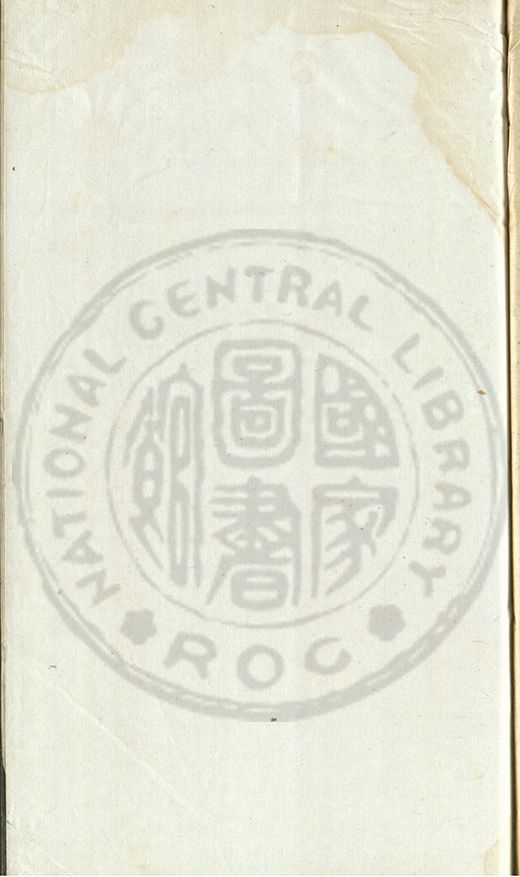 NATIONAL CENTRAL LIBRARY
國家
圖書
館
ROC